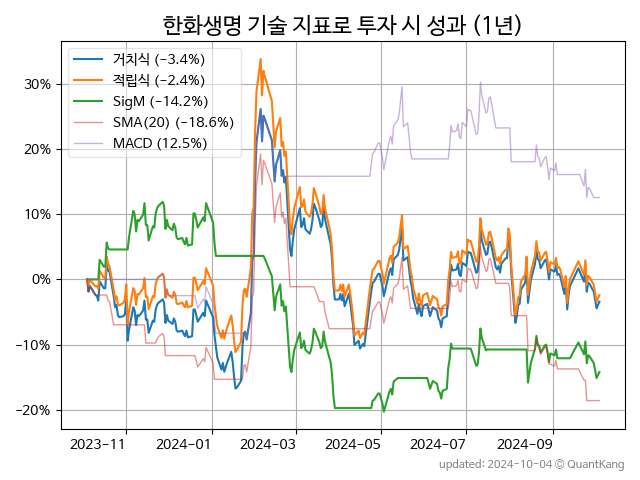 한화생명 기술 지표로 투자 시 성과 (1년)
거치식 (−3.4%)
적립식 (−2.4%)
SigM (−14.2%)
SMA(20) (−18.6%)
MACD (12.5%)
30%
20%
10%
0%
−10%
−20%
2023-11 2024-01 2024-03 2024-05 2024-07 2024-09
updated: 2024-10-04 © QuantKang